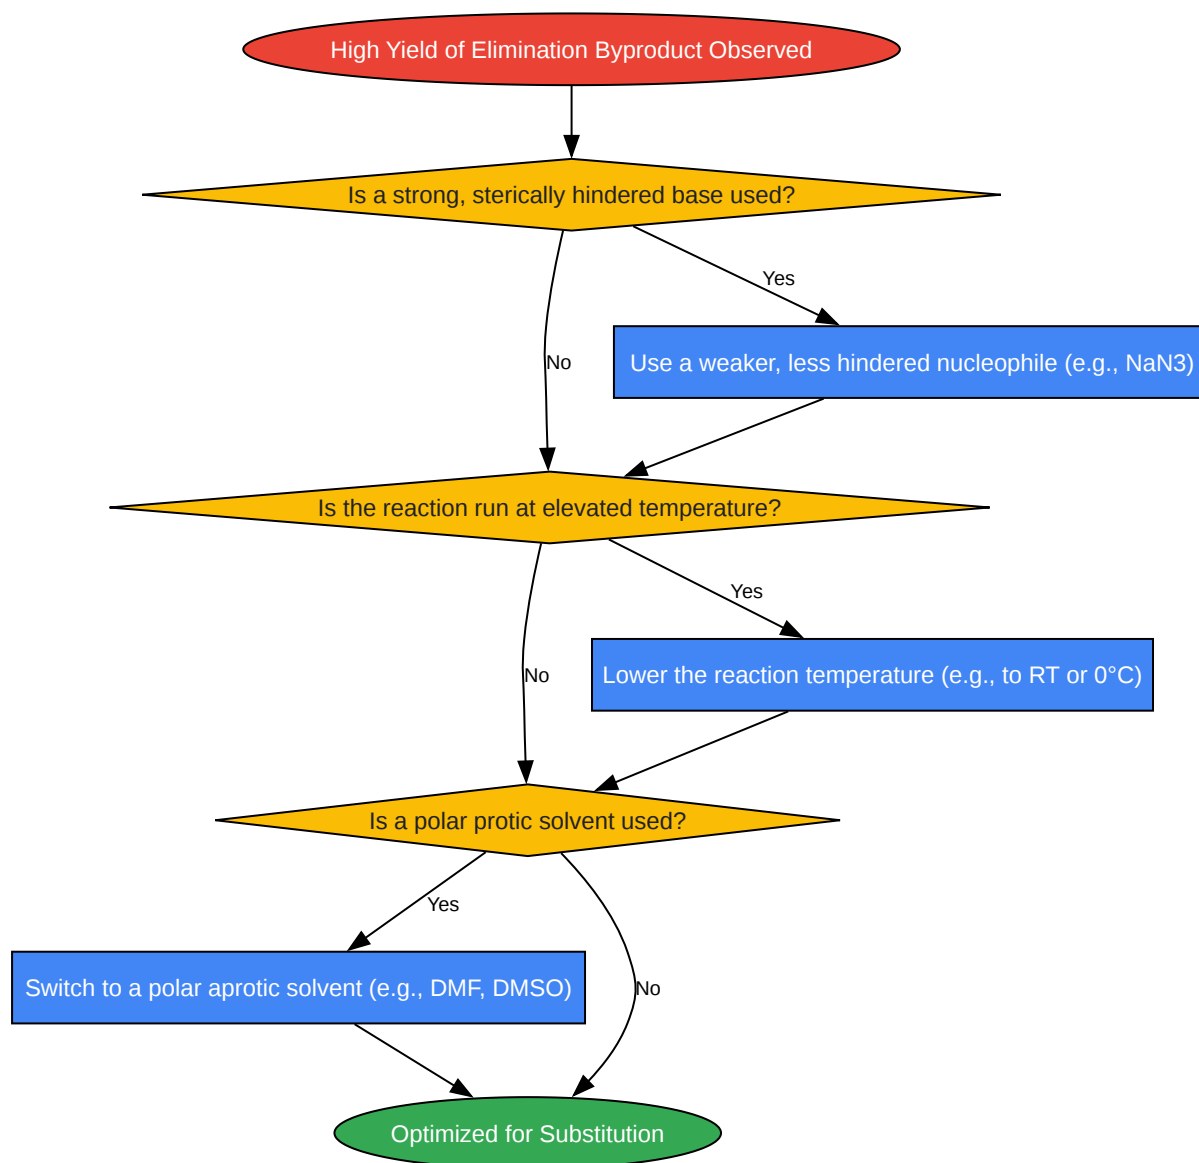 High Yield of Elimination Byproduct Observed
Is a strong, sterically hindered base used?
Yes
Use a weaker, less hindered nucleophile (e.g., NaN3)
No
Is the reaction run at elevated temperature?
Yes
Lower the reaction temperature (e.g., to RT or 0°C)
No
Is a polar protic solvent used?
Yes
Switch to a polar aprotic solvent (e.g., DMF, DMSO)
No
Optimized for Substitution